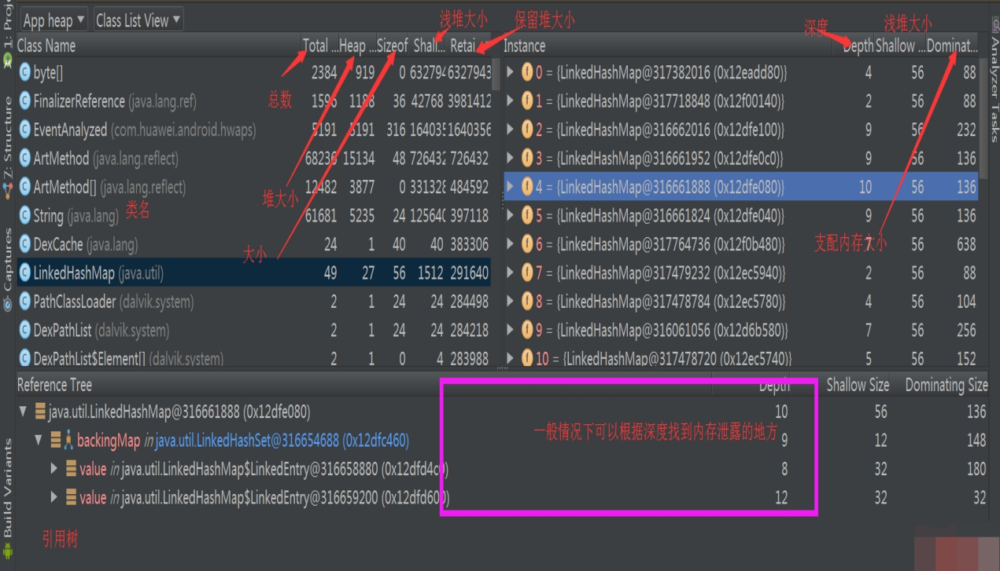 App heap Class List View
浅堆大小 保留堆大小 深度 浅堆大小
Class Name Total ... Heap ... Sizeof Shall... Retai...
Instance Depth Shallow ... Dominat...
byte[] 2384 919 0 632794 6327943
FinalizerReference (java.lang.ref) 1596 1188 36 42768 3981412
EventAnalyzed (com.huawei.android.hwaps) 5191 5191 316 164035 1640356
ArtMethod (java.lang.reflect) 68236 15134 48 726432 726432
ArtMethod[] (java.lang.reflect) 12482 3877 0 331328 484592
String (java.lang) 61681 5235 24 125640 397118
DexCache (java.lang) 24 1 40 40 383306
LinkedHashMap (java.util) 49 27 56 1512 291640
PathClassLoader (dalvik.system) 2 1 24 24 284498
DexPathList (dalvik.system) 2 1 24 24 284218
DexPathList$Element[] (dalvik.system) 2 1 0 4 283988
总数
堆大小
类名
大小
0 = {LinkedHashMap@317382016 (0x12eadd80)} 4 56 88
1 = {LinkedHashMap@317718848 (0x12f00140)} 2 56 88
2 = {LinkedHashMap@316662016 (0x12dfe100)} 9 56 232
3 = {LinkedHashMap@316661952 (0x12dfe0c0)} 9 56 136
4 = {LinkedHashMap@316661888 (0x12dfe080)} 10 56 136
5 = {LinkedHashMap@316661824 (0x12dfe040)} 9 56 136
6 = {LinkedHashMap@317764736 (0x12f0b480)} 7 56 638
7 = {LinkedHashMap@317479232 (0x12ec5940)} 2 56 88
8 = {LinkedHashMap@317478784 (0x12ec5780)} 4 56 104
9 = {LinkedHashMap@316061056 (0x12d6b580)} 7 56 256
10 = {LinkedHashMap@317478720 (0x12ec5740)} 5 56 152
支配内存大小
Reference Tree Depth Shallow Size Dominating Size
java.util.LinkedHashMap@316661888 (0x12dfe080) 10 56 136
backingMap in java.util.LinkedHashSet@316654688 (0x12dfc460) 9 12 148
value in java.util.LinkedHashMap$LinkedEntry@316658880 (0x12dfd4c0) 8 32 180
value in java.util.LinkedHashMap$LinkedEntry@316659200 (0x12dfd600) 12 32 32
一般情况下可以根据深度找到内存泄露的地方
引用树
Z: Structure
Captures
Build Variants
Analyzer Tasks